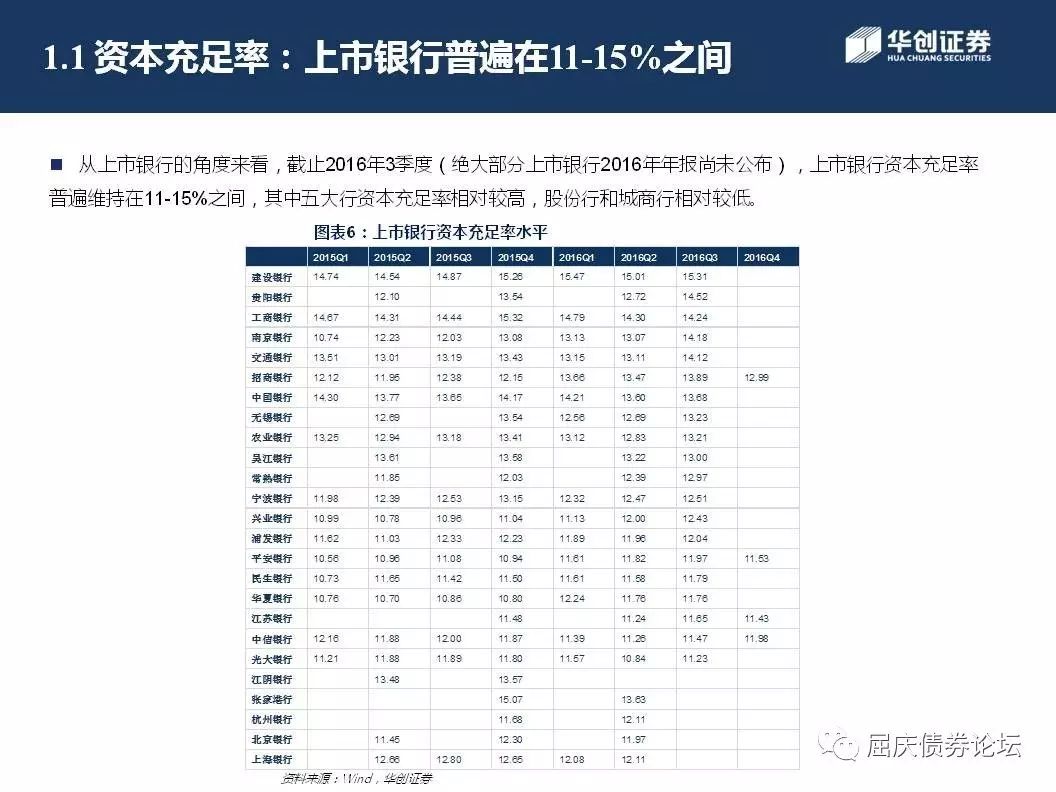 1.1 资本充足率：上市银行普遍在11-15%之间
华创证券
HUA CHUANG SECURITIES
■ 从上市银行的角度来看，截止2016年3季度（绝大部分上市银行2016年年报尚未公布），上市银行资本充足率
普遍维持在11-15%之间，其中五大行资本充足率相对较高，股份行和城商行相对较低。
图表6：上市银行资本充足率水平
2015Q1 2015Q2 2015Q3 2015Q4 2016Q1 2016Q2 2016Q3 2016Q4
建设银行 14.74 14.54 14.87 15.26 15.47 15.01 15.31
贵阳银行 12.10 13.54 12.72 14.52
工商银行 14.67 14.31 14.44 15.32 14.79 14.30 14.24
南京银行 10.74 12.23 12.03 13.08 13.13 13.07 14.18
交通银行 13.51 13.01 13.19 13.43 13.15 13.11 14.12
招商银行 12.12 11.95 12.38 12.15 13.66 13.47 13.89 12.99
中国银行 14.30 13.77 13.65 14.17 14.21 13.60 13.68
无锡银行 12.69 13.54 12.56 12.69 13.23
农业银行 13.25 12.94 13.18 13.41 13.12 12.83 13.21
吴江银行 13.61 13.58 13.22 13.00
常熟银行 11.85 12.03 12.39 12.97
宁波银行 11.98 12.39 12.53 13.15 12.32 12.47 12.51
兴业银行 10.99 10.78 10.96 11.04 11.13 12.00 12.43
浦发银行 11.62 11.03 12.33 12.23 11.89 11.96 12.04
平安银行 10.56 10.96 11.08 10.94 11.61 11.82 11.97 11.53
民生银行 10.73 11.65 11.42 11.50 11.61 11.58 11.79
华夏银行 10.76 10.70 10.86 10.80 12.24 11.76 11.76
江苏银行 11.48 11.24 11.65 11.43
中信银行 12.16 11.88 12.00 11.87 11.39 11.26 11.47 11.98
光大银行 11.21 11.88 11.89 11.80 11.57 10.84 11.23
江阴银行 13.48 13.57
张家港行 15.07 13.63
杭州银行 11.68 12.11
北京银行 11.45 12.30 11.97
上海银行 12.66 12.80 12.65 12.08 12.11
资料来源：Wind，华创证券
屈庆债券论坛